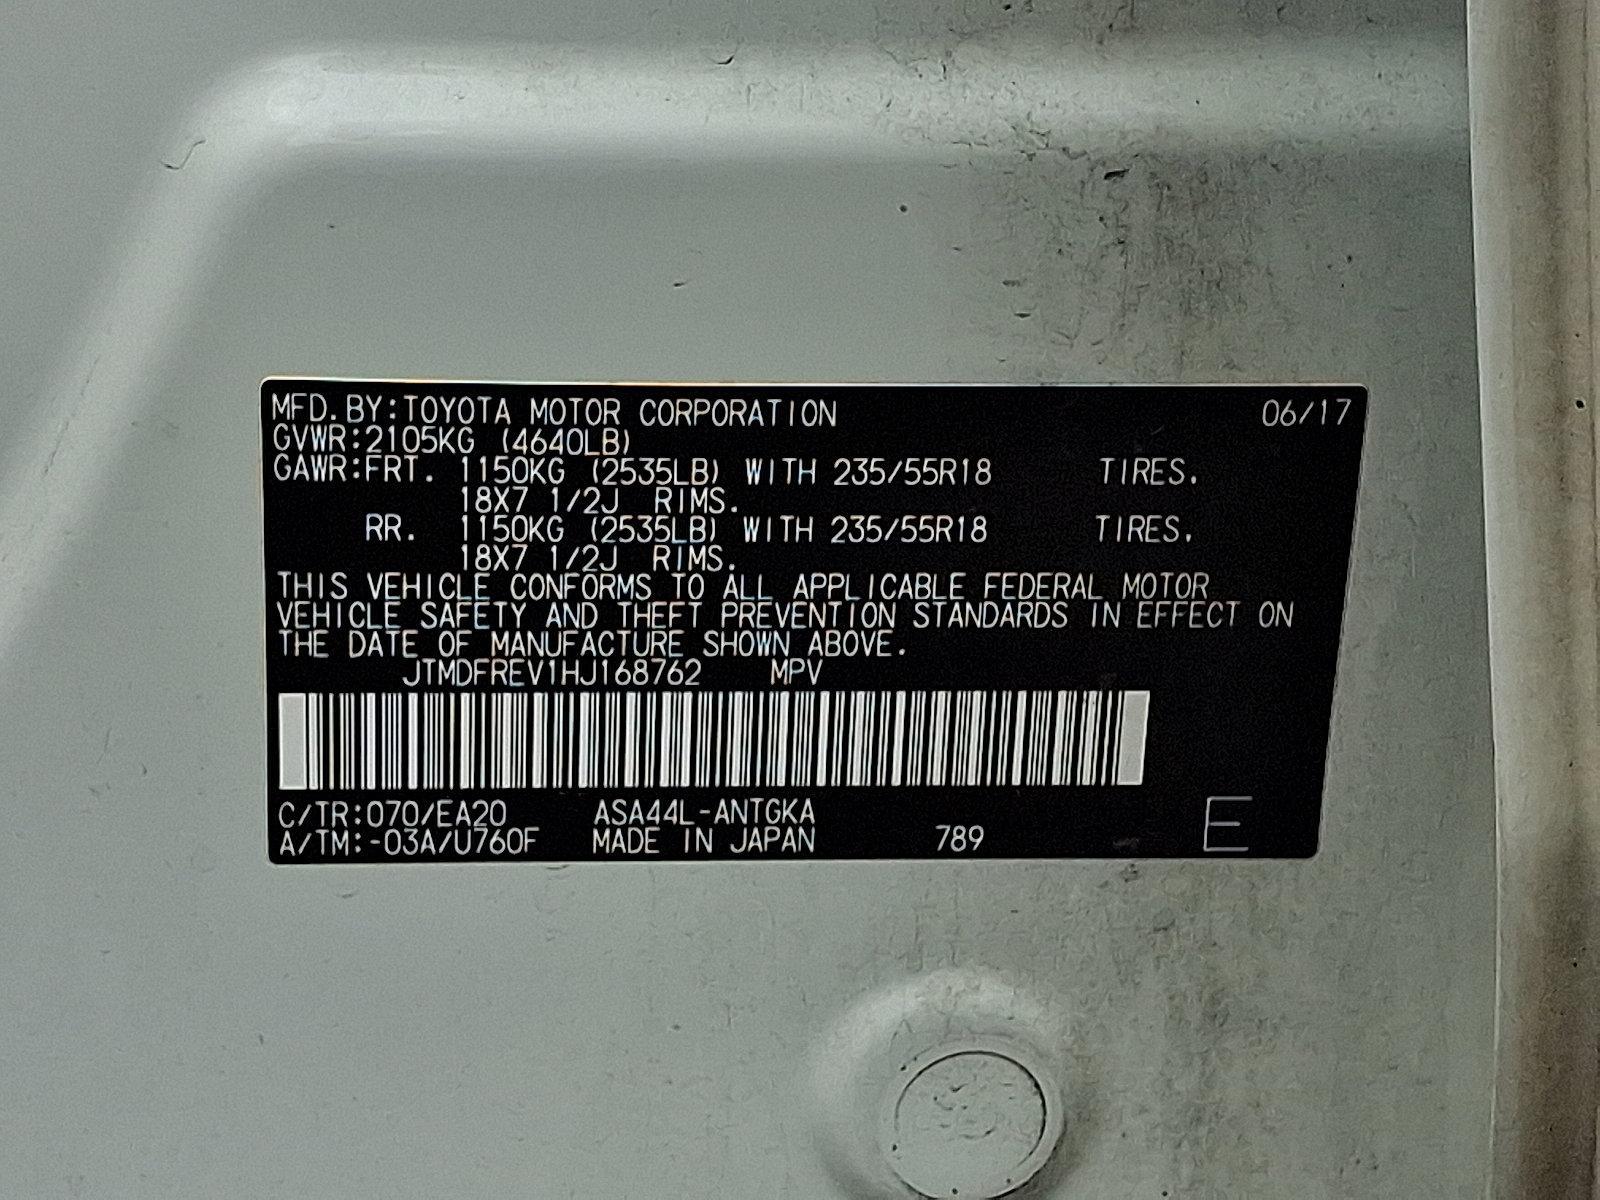 MFD.BY:TOYOTA MOTOR CORPORATION 06/17
GVWR:2105KG (4640LB)
GAWR:FRT. 1150KG (2535LB) WITH 235/55R18 TIRES.
18X7 1/2J RIMS.
RR. 1150KG (2535LB) WITH 235/55R18 TIRES.
18X7 1/2J RIMS.
THIS VEHICLE CONFORMS TO ALL APPLICABLE FEDERAL MOTOR
VEHICLE SAFETY AND THEFT PREVENTION STANDARDS IN EFFECT ON
THE DATE OF MANUFACTURE SHOWN ABOVE.
JTMDFREV1HJ168762 MPV
C/TR:070/EA20 ASA44L-ANTGKA
A/TM:-03A/U760F MADE IN JAPAN 789 E